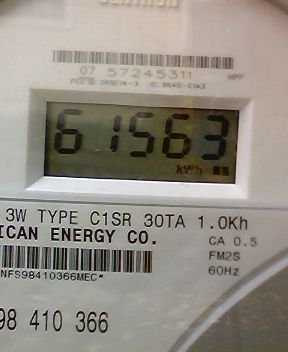 07 57245311 HPP
61563
kWh
3W TYPE C1SR 30TA 1.0Kh
ICAN ENERGY CO.
CA 0.5
FM2S
NFS98410366MEC*
60Hz
98 410 366